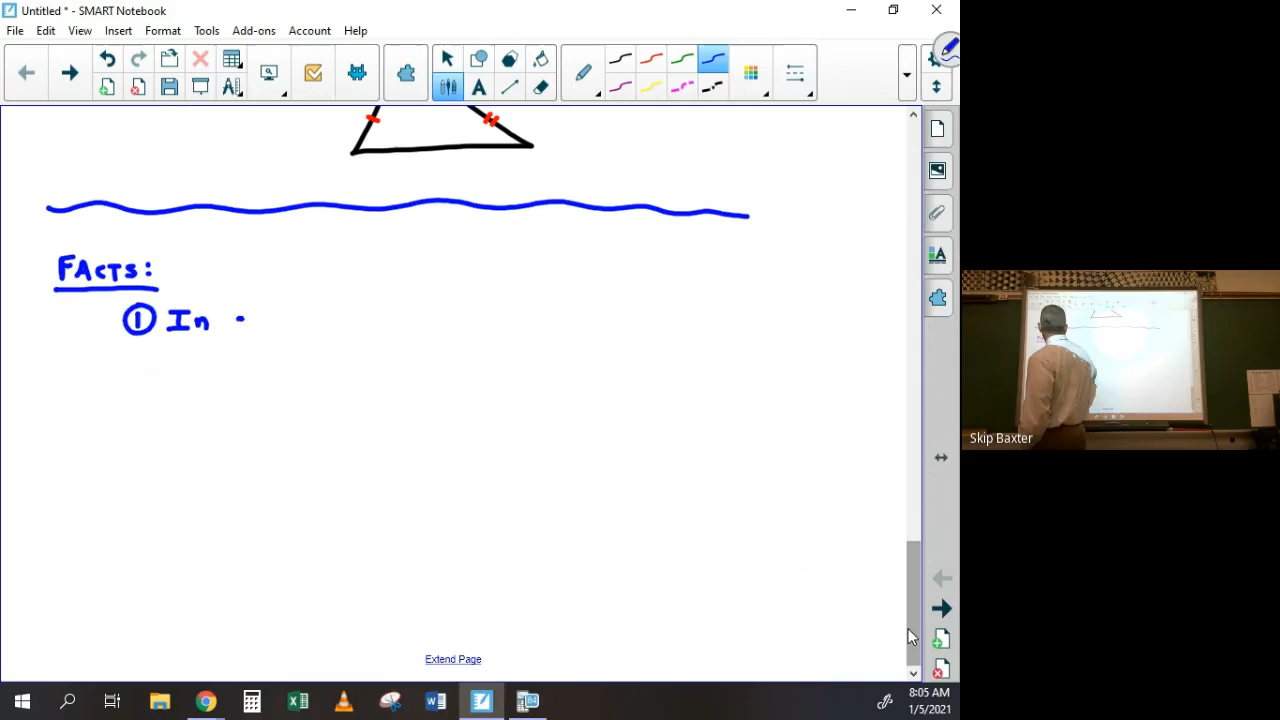 Untitled * - SMART Notebook
File Edit View Insert Format Tools Add-ons Account Help
FACTS:
① In
Extend Page
Skip Baxter
8:05 AM
1/5/2021